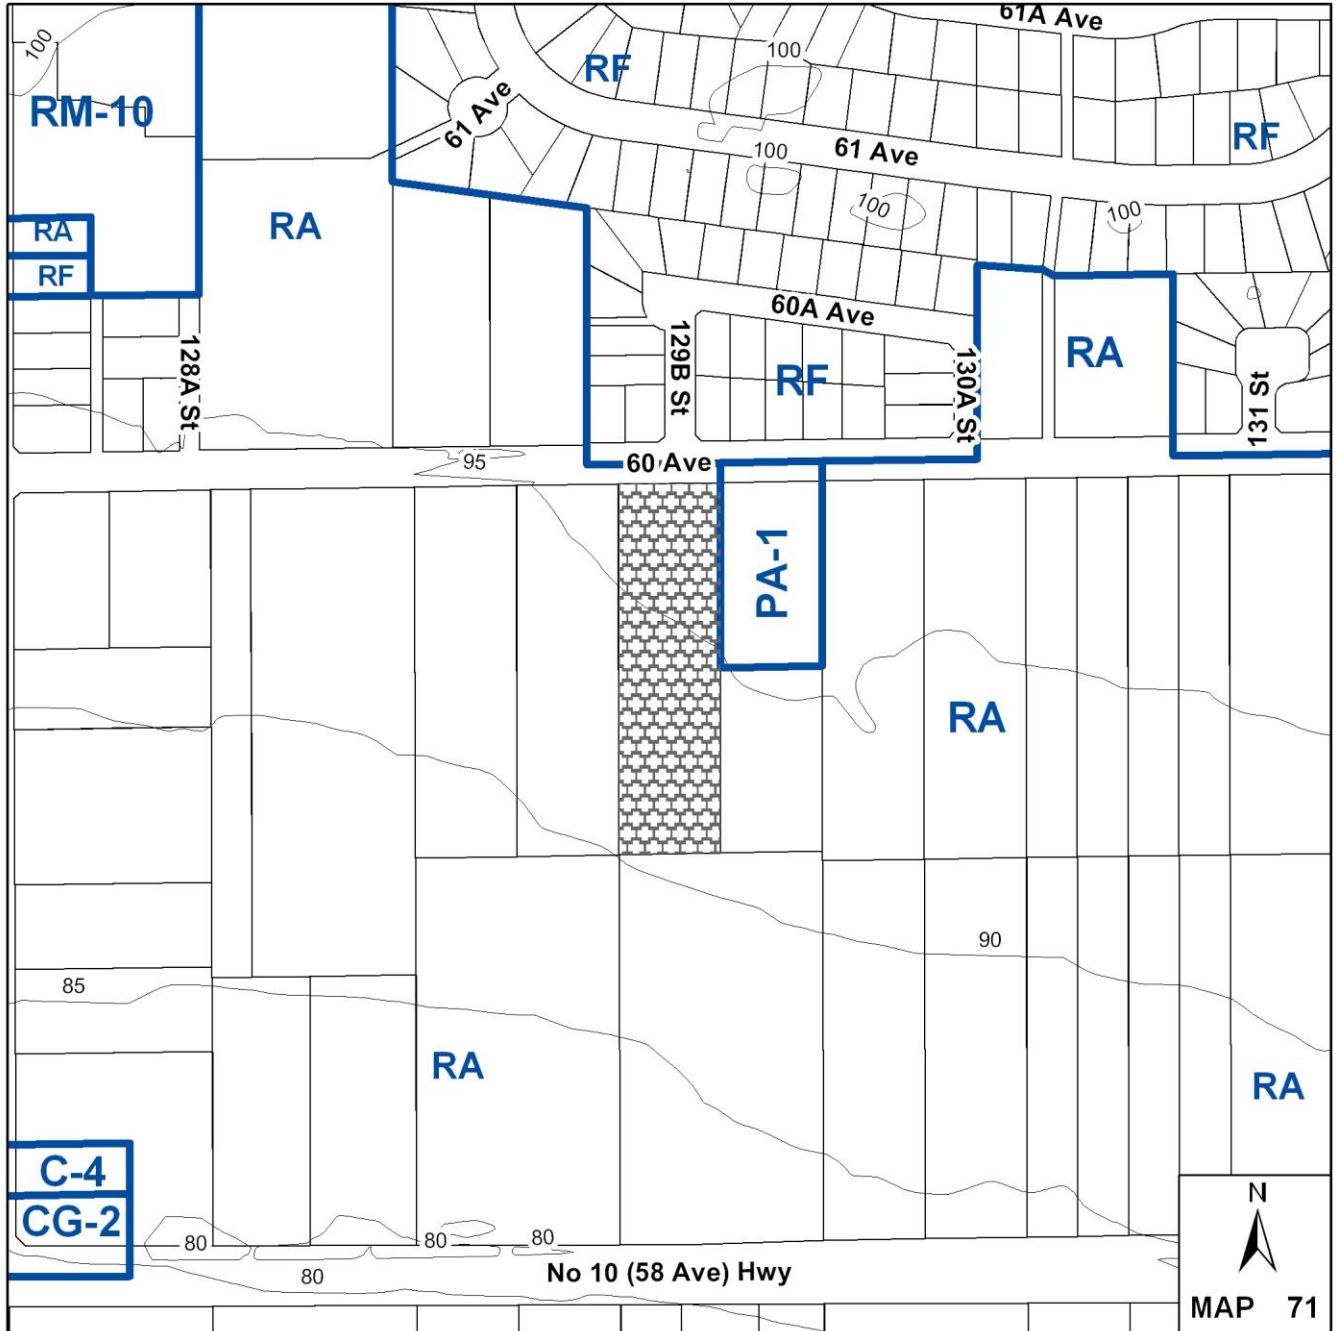 61A Ave
100
RF
100
RM-10
61 Ave
RF
61 Ave
100
100
100
RA
RA
RF
60A Ave
128A St
129B St
RF
130A St
RA
131 St
95
60 Ave
PA-1
RA
90
85
RA
RA
C-4
CG-2
80
80
80
80
No 10 (58 Ave) Hwy
N
MAP 71